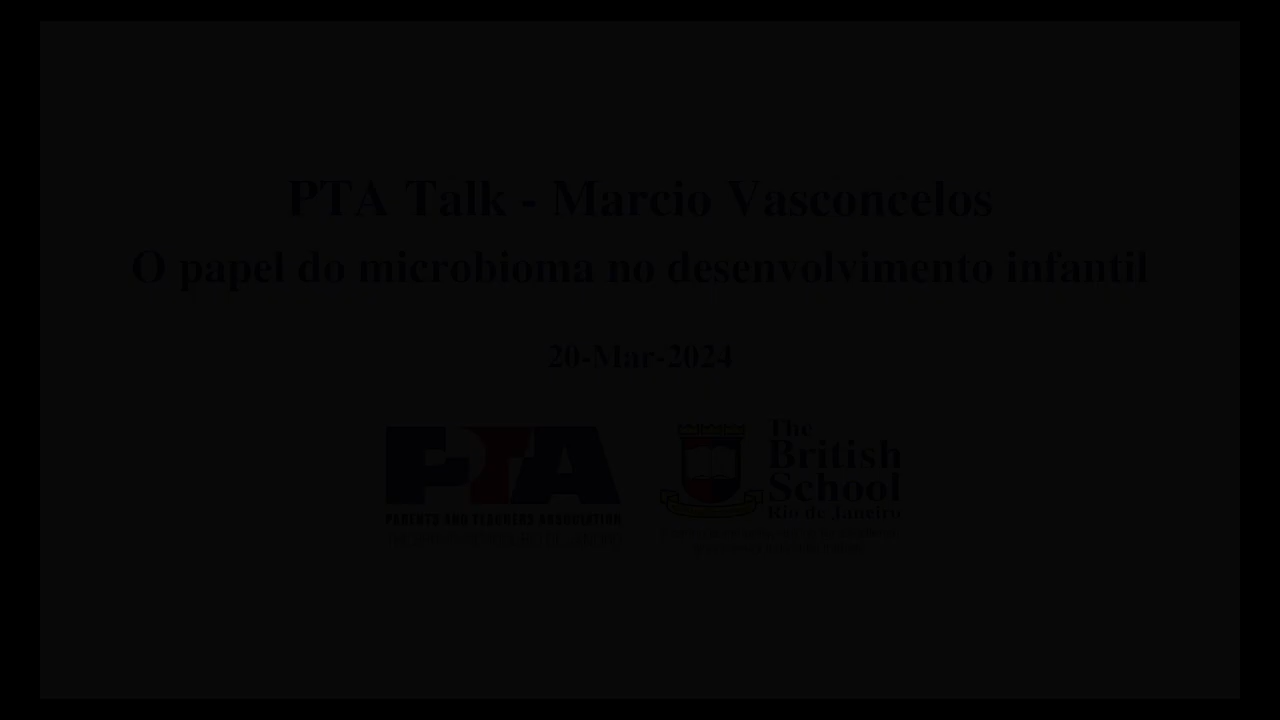 PTA Talk - Marcio Vasconcelos
O papel do microbioma no desenvolvimento infantil
20-Mar-2024
PTA
PARENTS AND TEACHERS ASSOCIATION
The
British
School
Rio de Janeiro